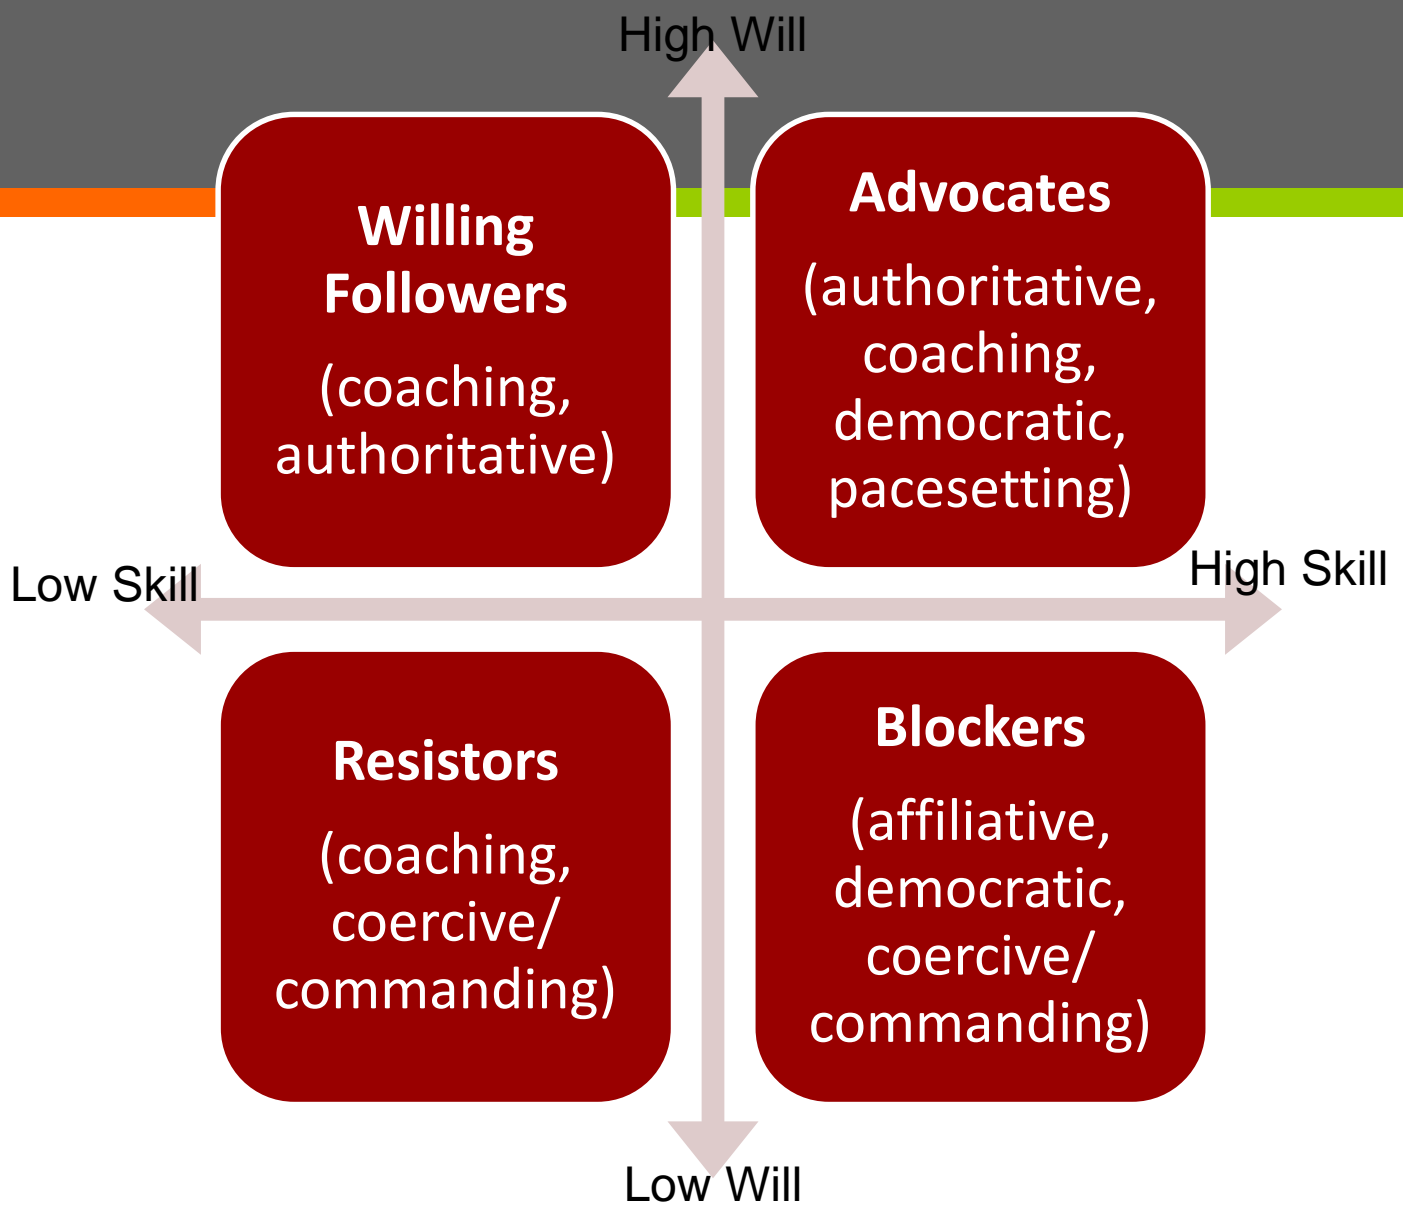 High Will
Willing
Followers
(coaching,
authoritative)
Advocates
(authoritative,
coaching,
democratic,
pacesetting)
Low Skill
High Skill
Resistors
(coaching,
coercive/
commanding)
Blockers
(affiliative,
democratic,
coercive/
commanding)
Low Will